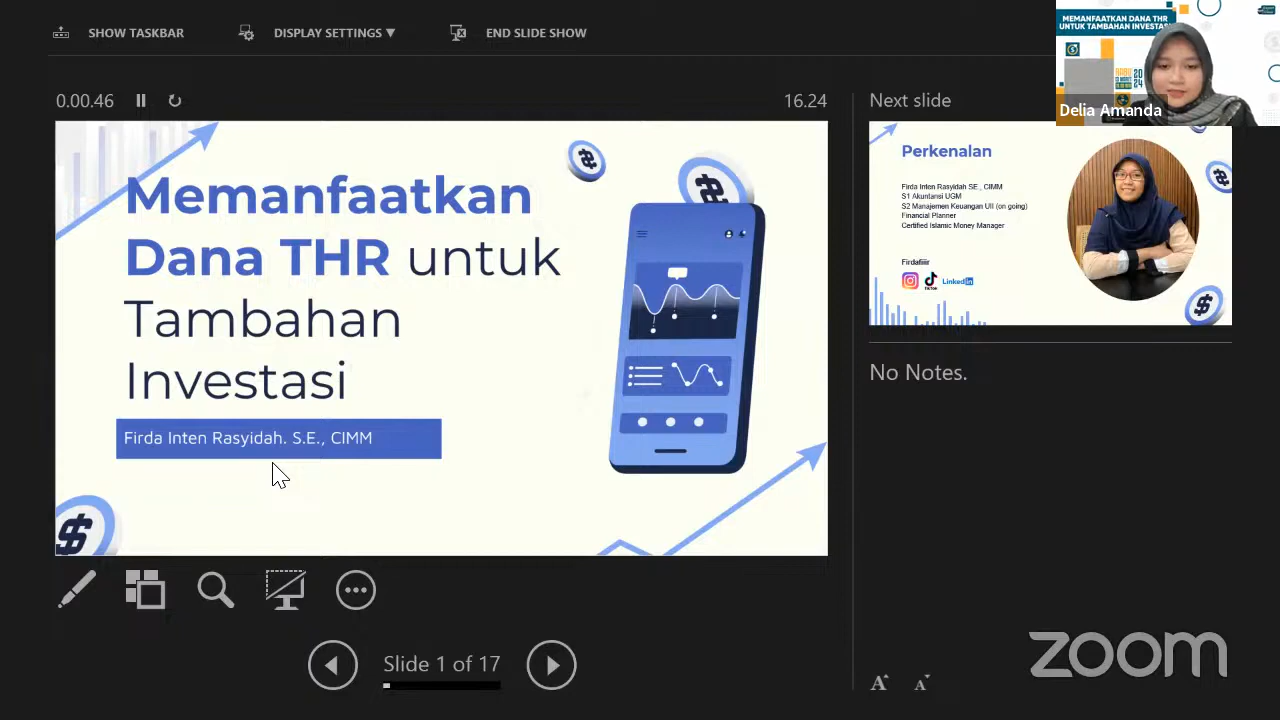 SHOW TASKBAR
DISPLAY SETTINGS ▼
END SLIDE SHOW
0.00.46
16.24
Memanfaatkan
Dana THR untuk
Tambahan
Investasi
Firda Inten Rasyidah. S.E., CIMM
Slide 1 of 17
Next slide
Perkenalan
Firda Inten Rasyidah SE., CIMM
S1 Akuntansi UGM
S2 Manajemen Keuangan UII (on going)
Financial Planner
Certified Islamic Money Manager
Firdafiiir
TikTok
Linkedin
No Notes.
MEMANFAATKAN DANA THR
UNTUK TAMBAHAN INVESTASI
2024
Delia Amanda
zoom